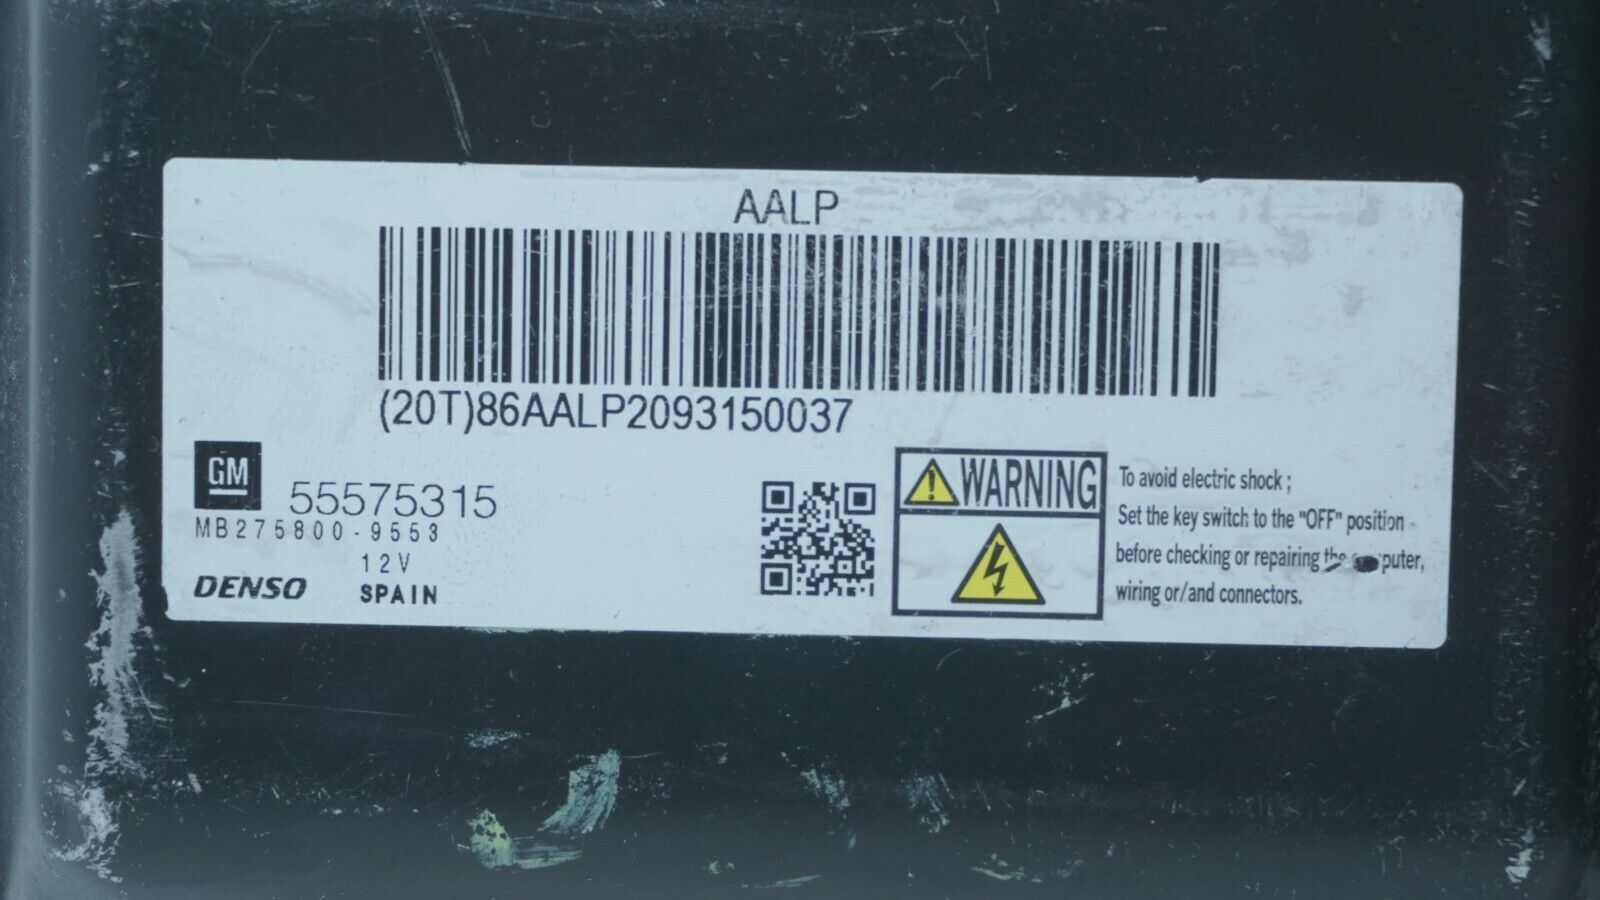 AALP
(20T)86AALP2093150037
GM
55575315
MB275800-9553
12V
DENSO
SPAIN
WARNING
To avoid electric shock ;
Set the key switch to the "OFF" position
before checking or repairing the
wiring or/and connectors.